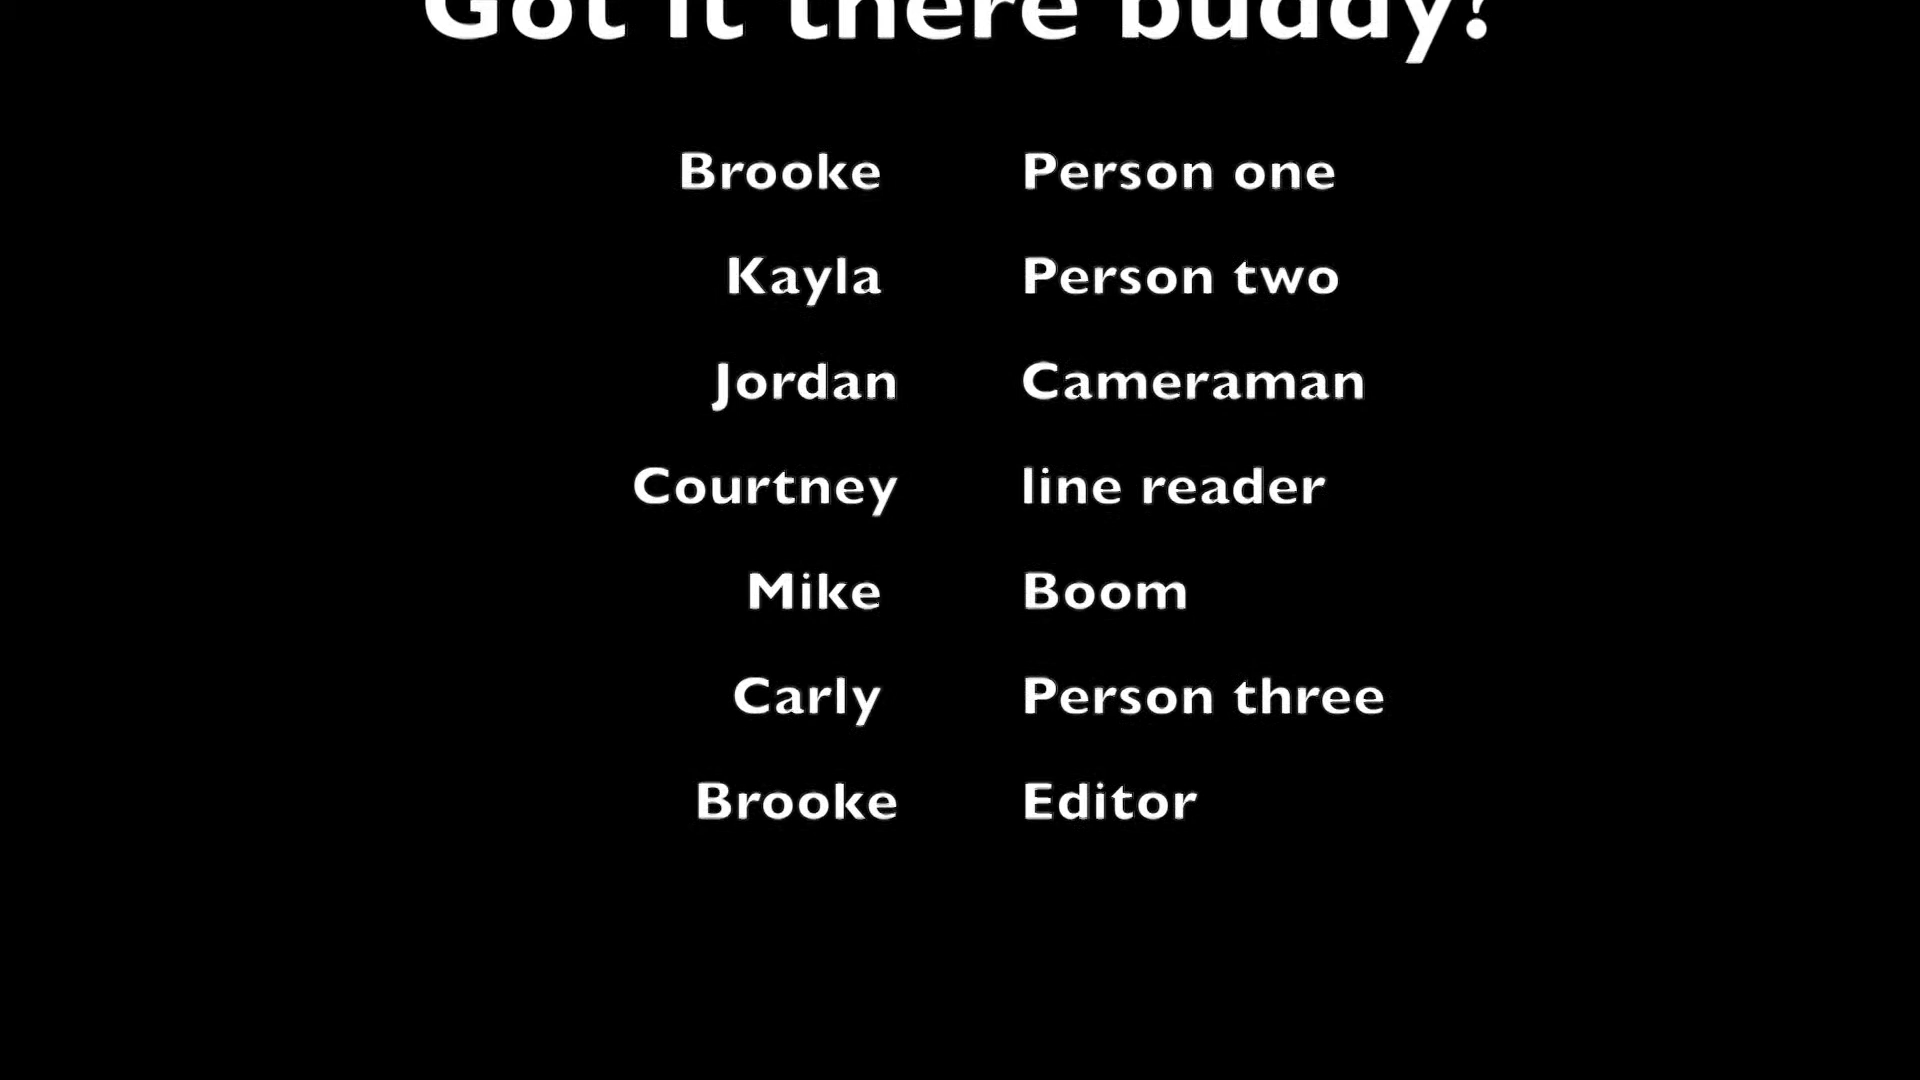 Got it there buddy?
Brooke Person one
Kayla Person two
Jordan Cameraman
Courtney line reader
Mike Boom
Carly Person three
Brooke Editor